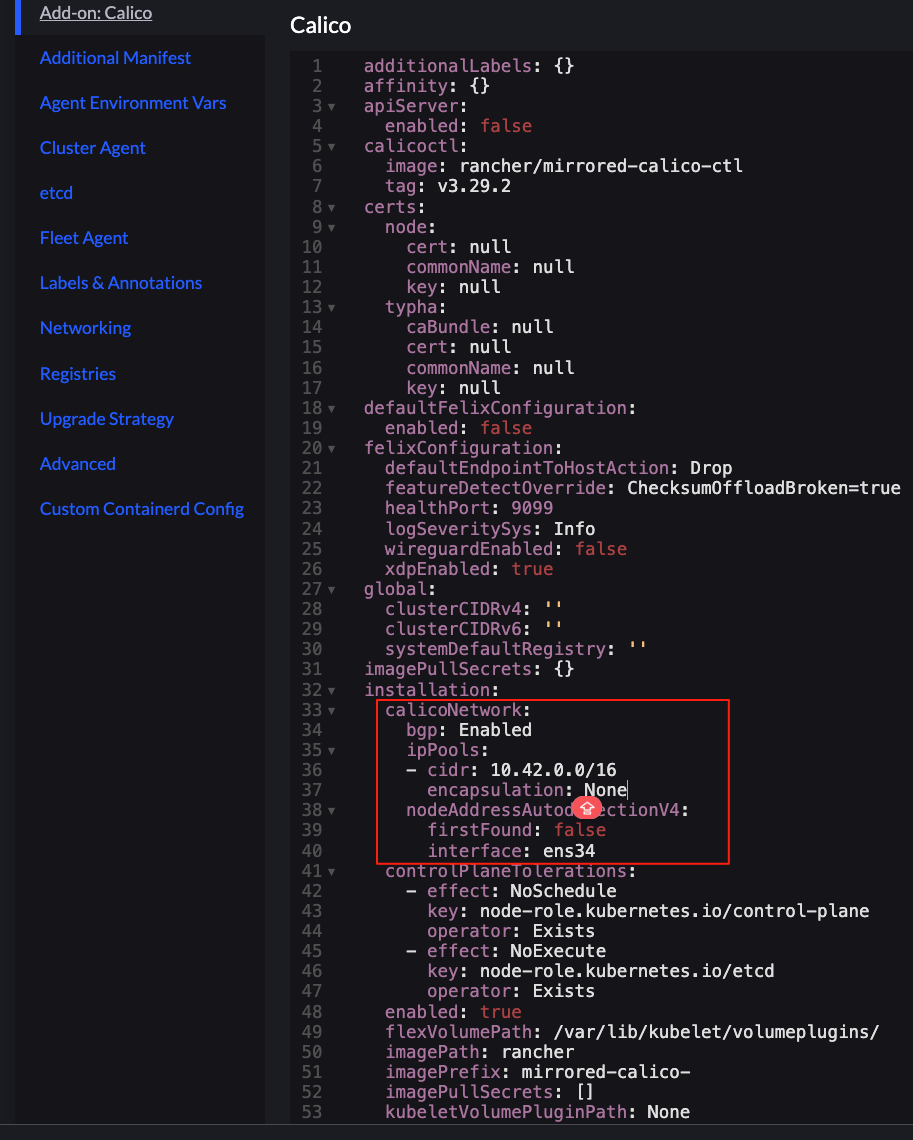 Add-on: Calico
Additional Manifest
Agent Environment Vars
Cluster Agent
etcd
Fleet Agent
Labels & Annotations
Networking
Registries
Upgrade Strategy
Advanced
Custom Containerd Config
Calico
1 additionalLabels: {}
2 affinity: {}
3 apiServer:
4   enabled: false
5 calicoctl:
6   image: rancher/mirrored-calico-ctl
7   tag: v3.29.2
8 certs:
9   node:
10     cert: null
11     commonName: null
12     key: null
13   typha:
14     caBundle: null
15     cert: null
16     commonName: null
17     key: null
18 defaultFelixConfiguration:
19   enabled: false
20 felixConfiguration:
21   defaultEndpointToHostAction: Drop
22   featureDetectOverride: ChecksumOffloadBroken=true
23   healthPort: 9099
24   logSeveritySys: Info
25   wireguardEnabled: false
26   xdpEnabled: true
27 global:
28   clusterCIDRv4: ''
29   clusterCIDRv6: ''
30   systemDefaultRegistry: ''
31 imagePullSecrets: {}
32 installation:
33   calicoNetwork:
34     bgp: Enabled
35     ipPools:
36     - cidr: 10.42.0.0/16
37       encapsulation: None
38     :
39       firstFound: false
40       interface: ens34
41   controlPlaneTolerations:
42     - effect: NoSchedule
43       key: node-role.kubernetes.io/control-plane
44       operator: Exists
45     - effect: NoExecute
46       key: node-role.kubernetes.io/etcd
47       operator: Exists
48   enabled: true
49   flexVolumePath: /var/lib/kubelet/volumeplugins/
50   imagePath: rancher
51   imagePrefix: mirrored-calico-
52   imagePullSecrets: []
53   kubeletVolumePluginPath: None